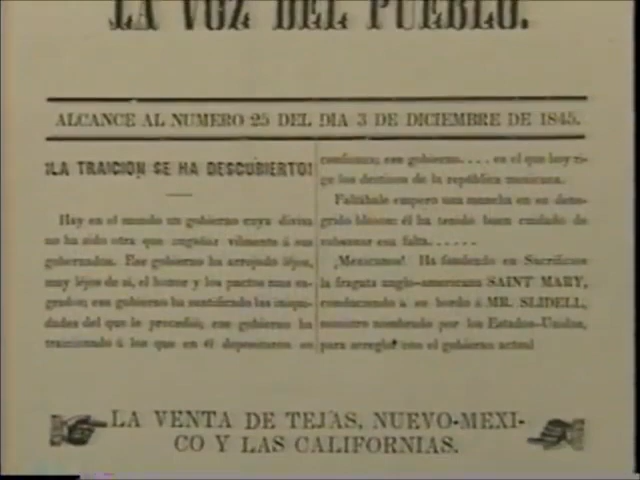 LA VOZ DEL PUEBLO.
ALCANCE AL NUMERO 25 DEL DIA 3 DE DICIEMBRE DE 1845.
¡LA TRAICION SE HA DESCUBIERTO!
Hay en el mundo un gobierno cuya divisa
no ha sido otra que engañar vilmente á sus
gobernados. Ese gobierno ha arrojado léjos,
muy léjos de sí, el honor y los pactos mas sa-
grados; ese gobierno ha santificado las iniqui-
dades del que le precedió; ese gobierno ha
traicionado á los que en él depositaron su
confianza; ese gobierno.... es el que hoy ri-
ge los destinos de la república mexicana.
Faltábale empero una mancha en su deni-
grado blason: él ha tenido buen cuidado de
subsanar esa falta......
¡Mexicanos! Ha fondeado en Sacrificios
la fragata anglo-americana SAINT MARY,
conduciendo a su bordo á MR. SLIDELL,
ministro nombrado por los Estados-Unidos,
para arreglar con el gobierno actual
LA VENTA DE TEJAS, NUEVO-MEXI-
CO Y LAS CALIFORNIAS.